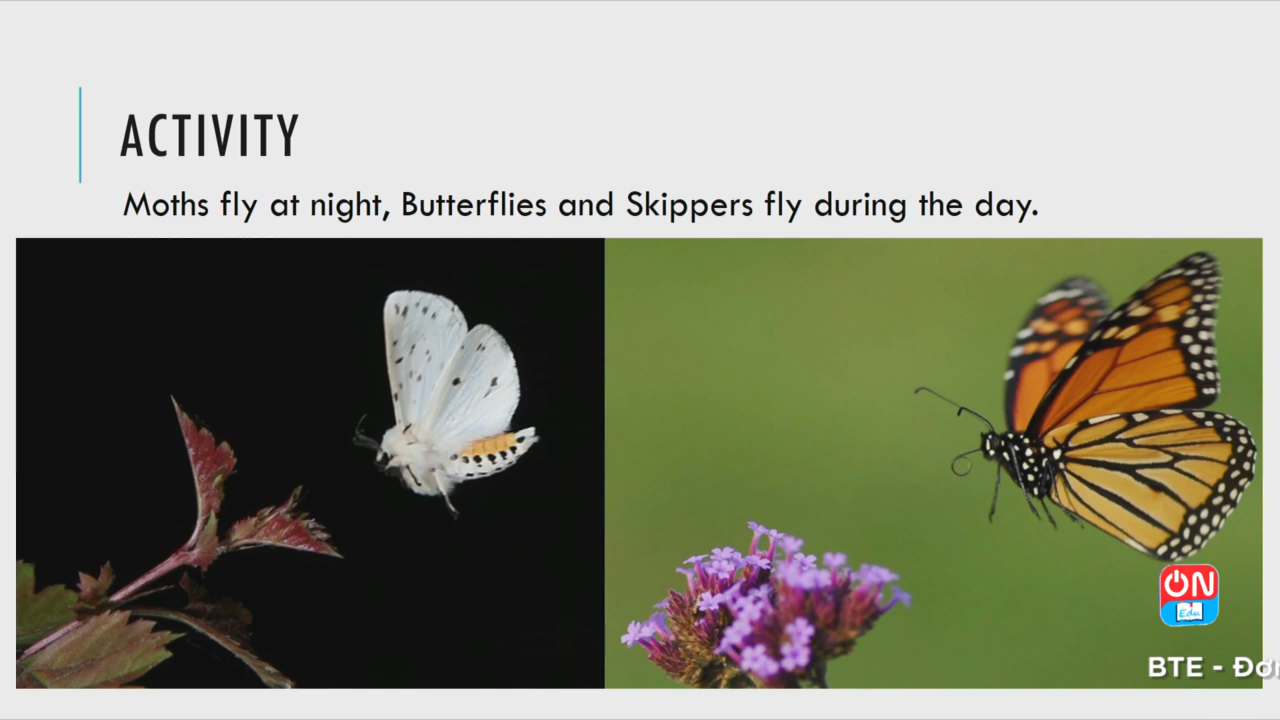 ACTIVITY
Moths fly at night, Butterflies and Skippers fly during the day.
ON
Edu
BTE -